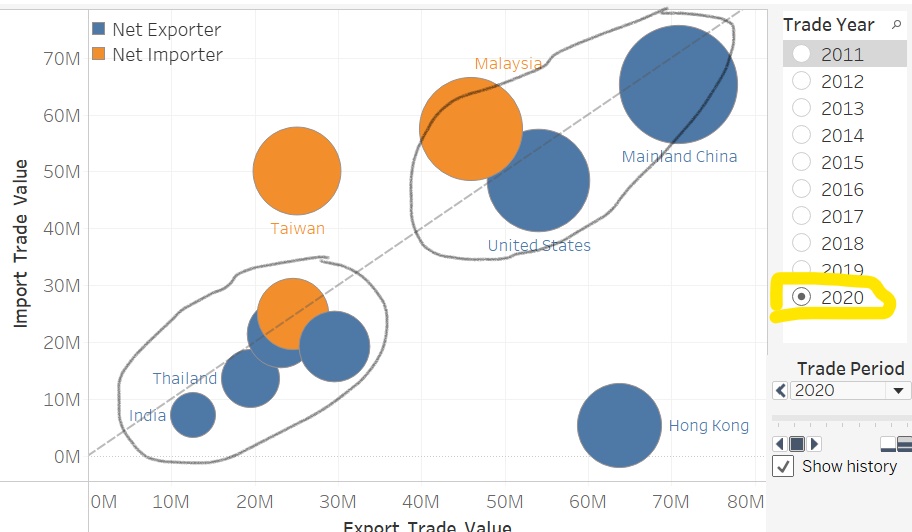 Net Exporter
Net Importer
70M
60M
50M
40M
30M
20M
10M
0M
Import Trade Value
Malaysia
Mainland China
Taiwan
United States
Thailand
India
Hong Kong
0M 10M 20M 30M 40M 50M 60M 70M 80M
Export Trade Value
Trade Year
2011
2012
2013
2014
2015
2016
2017
2018
2019
2020
Trade Period
2020
Show history